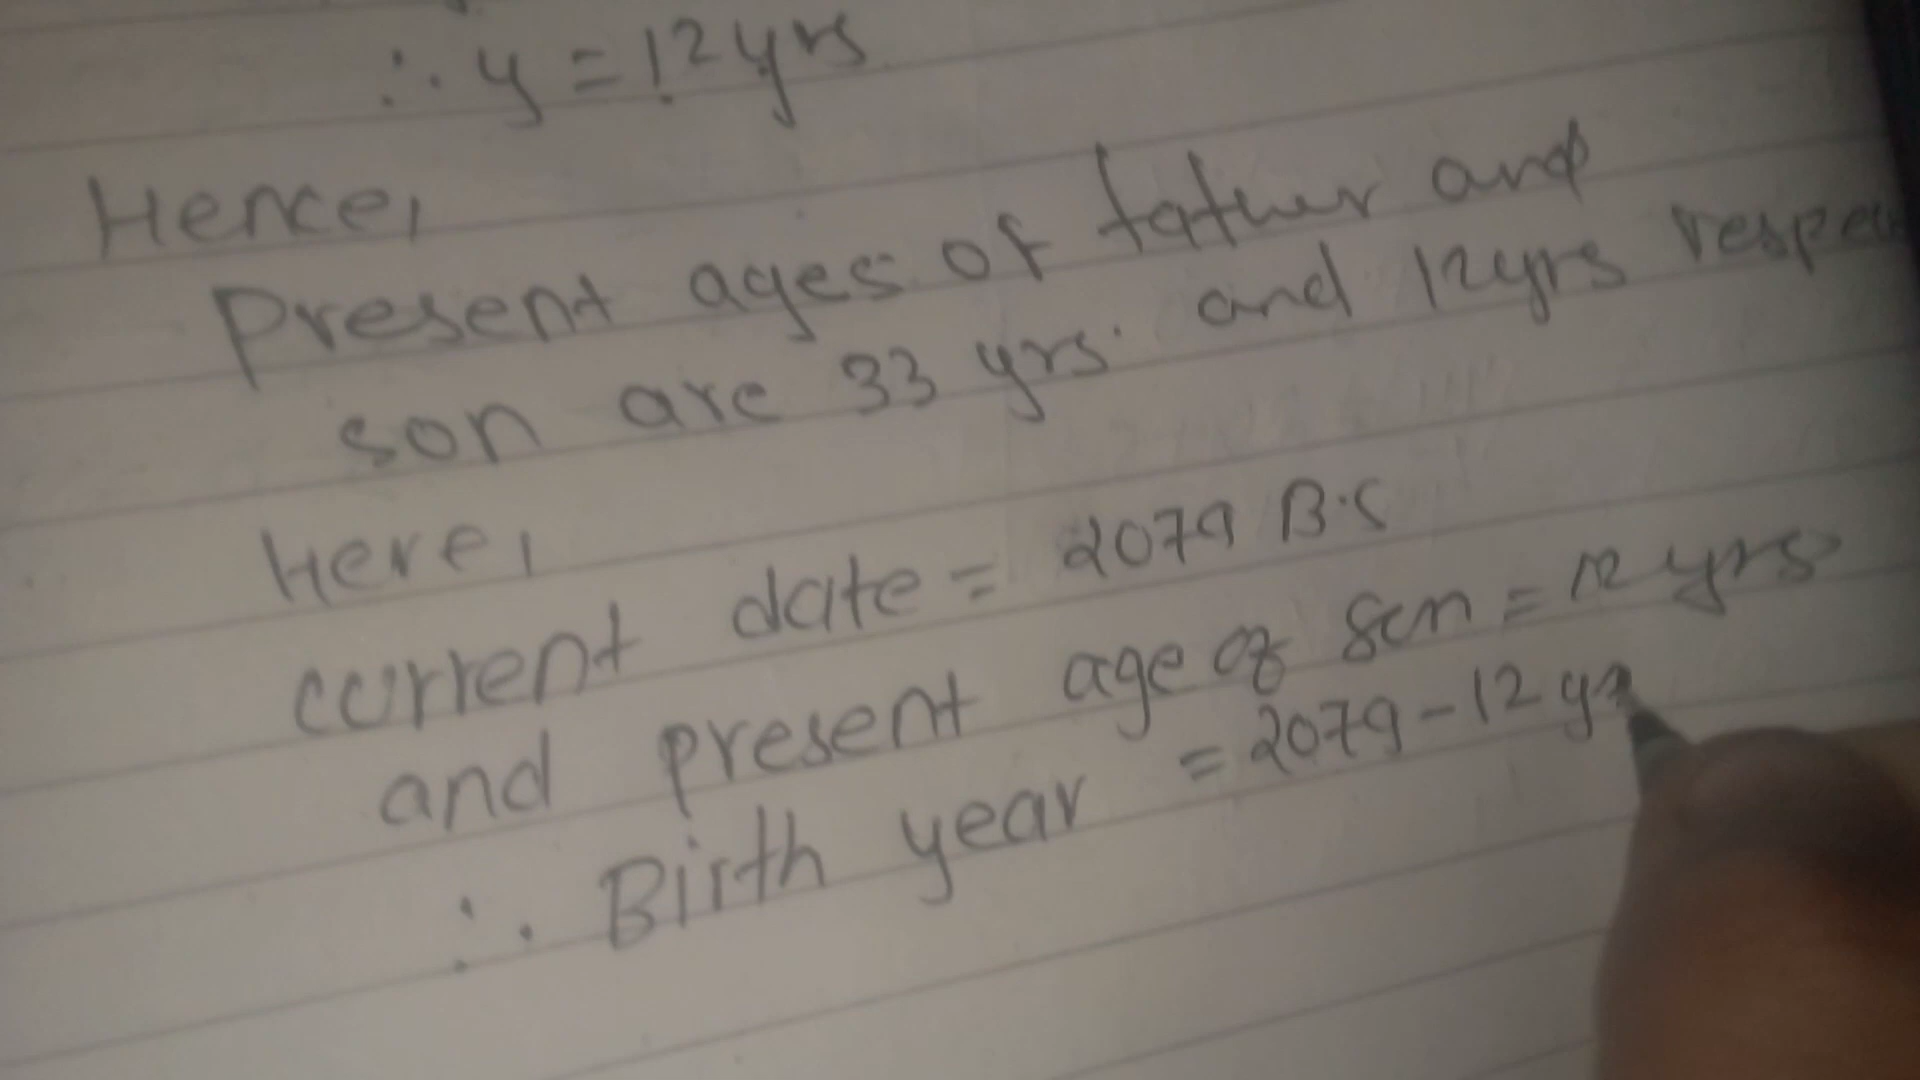 ∴ y = 12 yrs
Hence,
Present ages of father and
son are 33 yrs. and 12yrs
Here,
current date = 2079 B.S
and present age of son = 12 yrs
∴ Birth year = 2079 - 12 yr